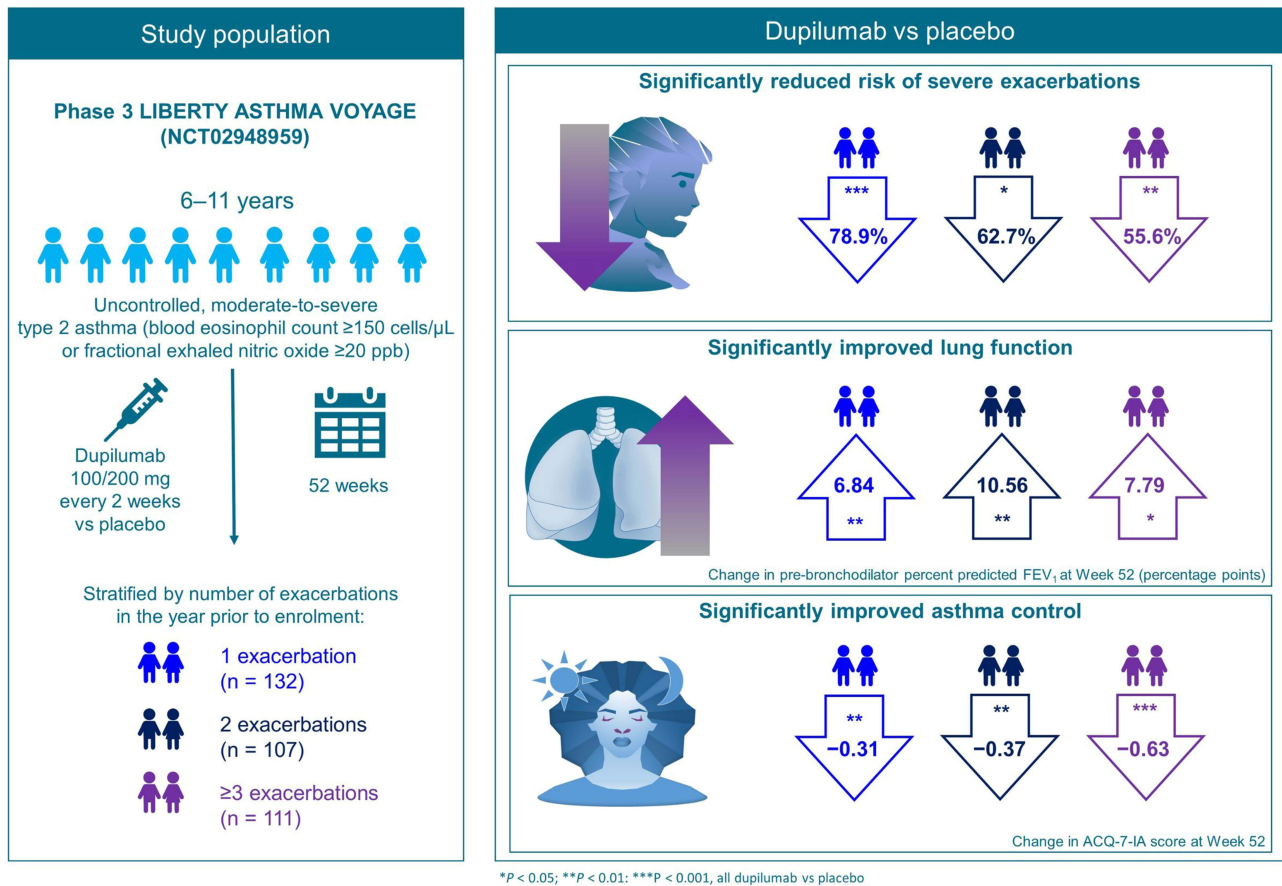 Study population
Phase 3 LIBERTY ASTHMA VOYAGE
(NCT02948959)
6–11 years
Uncontrolled, moderate-to-severe
type 2 asthma (blood eosinophil count ≥150 cells/µL
or fractional exhaled nitric oxide ≥20 ppb)
Dupilumab
100/200 mg
every 2 weeks
vs placebo
52 weeks
Stratified by number of exacerbations
in the year prior to enrolment:
1 exacerbation
(n = 132)
2 exacerbations
(n = 107)
≥3 exacerbations
(n = 111)
Dupilumab vs placebo
Significantly reduced risk of severe exacerbations
*** * **
78.9% 62.7% 55.6%
Significantly improved lung function
6.84 10.56 7.79
** ** *
Change in pre-bronchodilator percent predicted FEV₁ at Week 52 (percentage points)
Significantly improved asthma control
** ** ***
−0.31 −0.37 −0.63
Change in ACQ-7-IA score at Week 52
*P < 0.05; **P < 0.01: ***P < 0.001, all dupilumab vs placebo